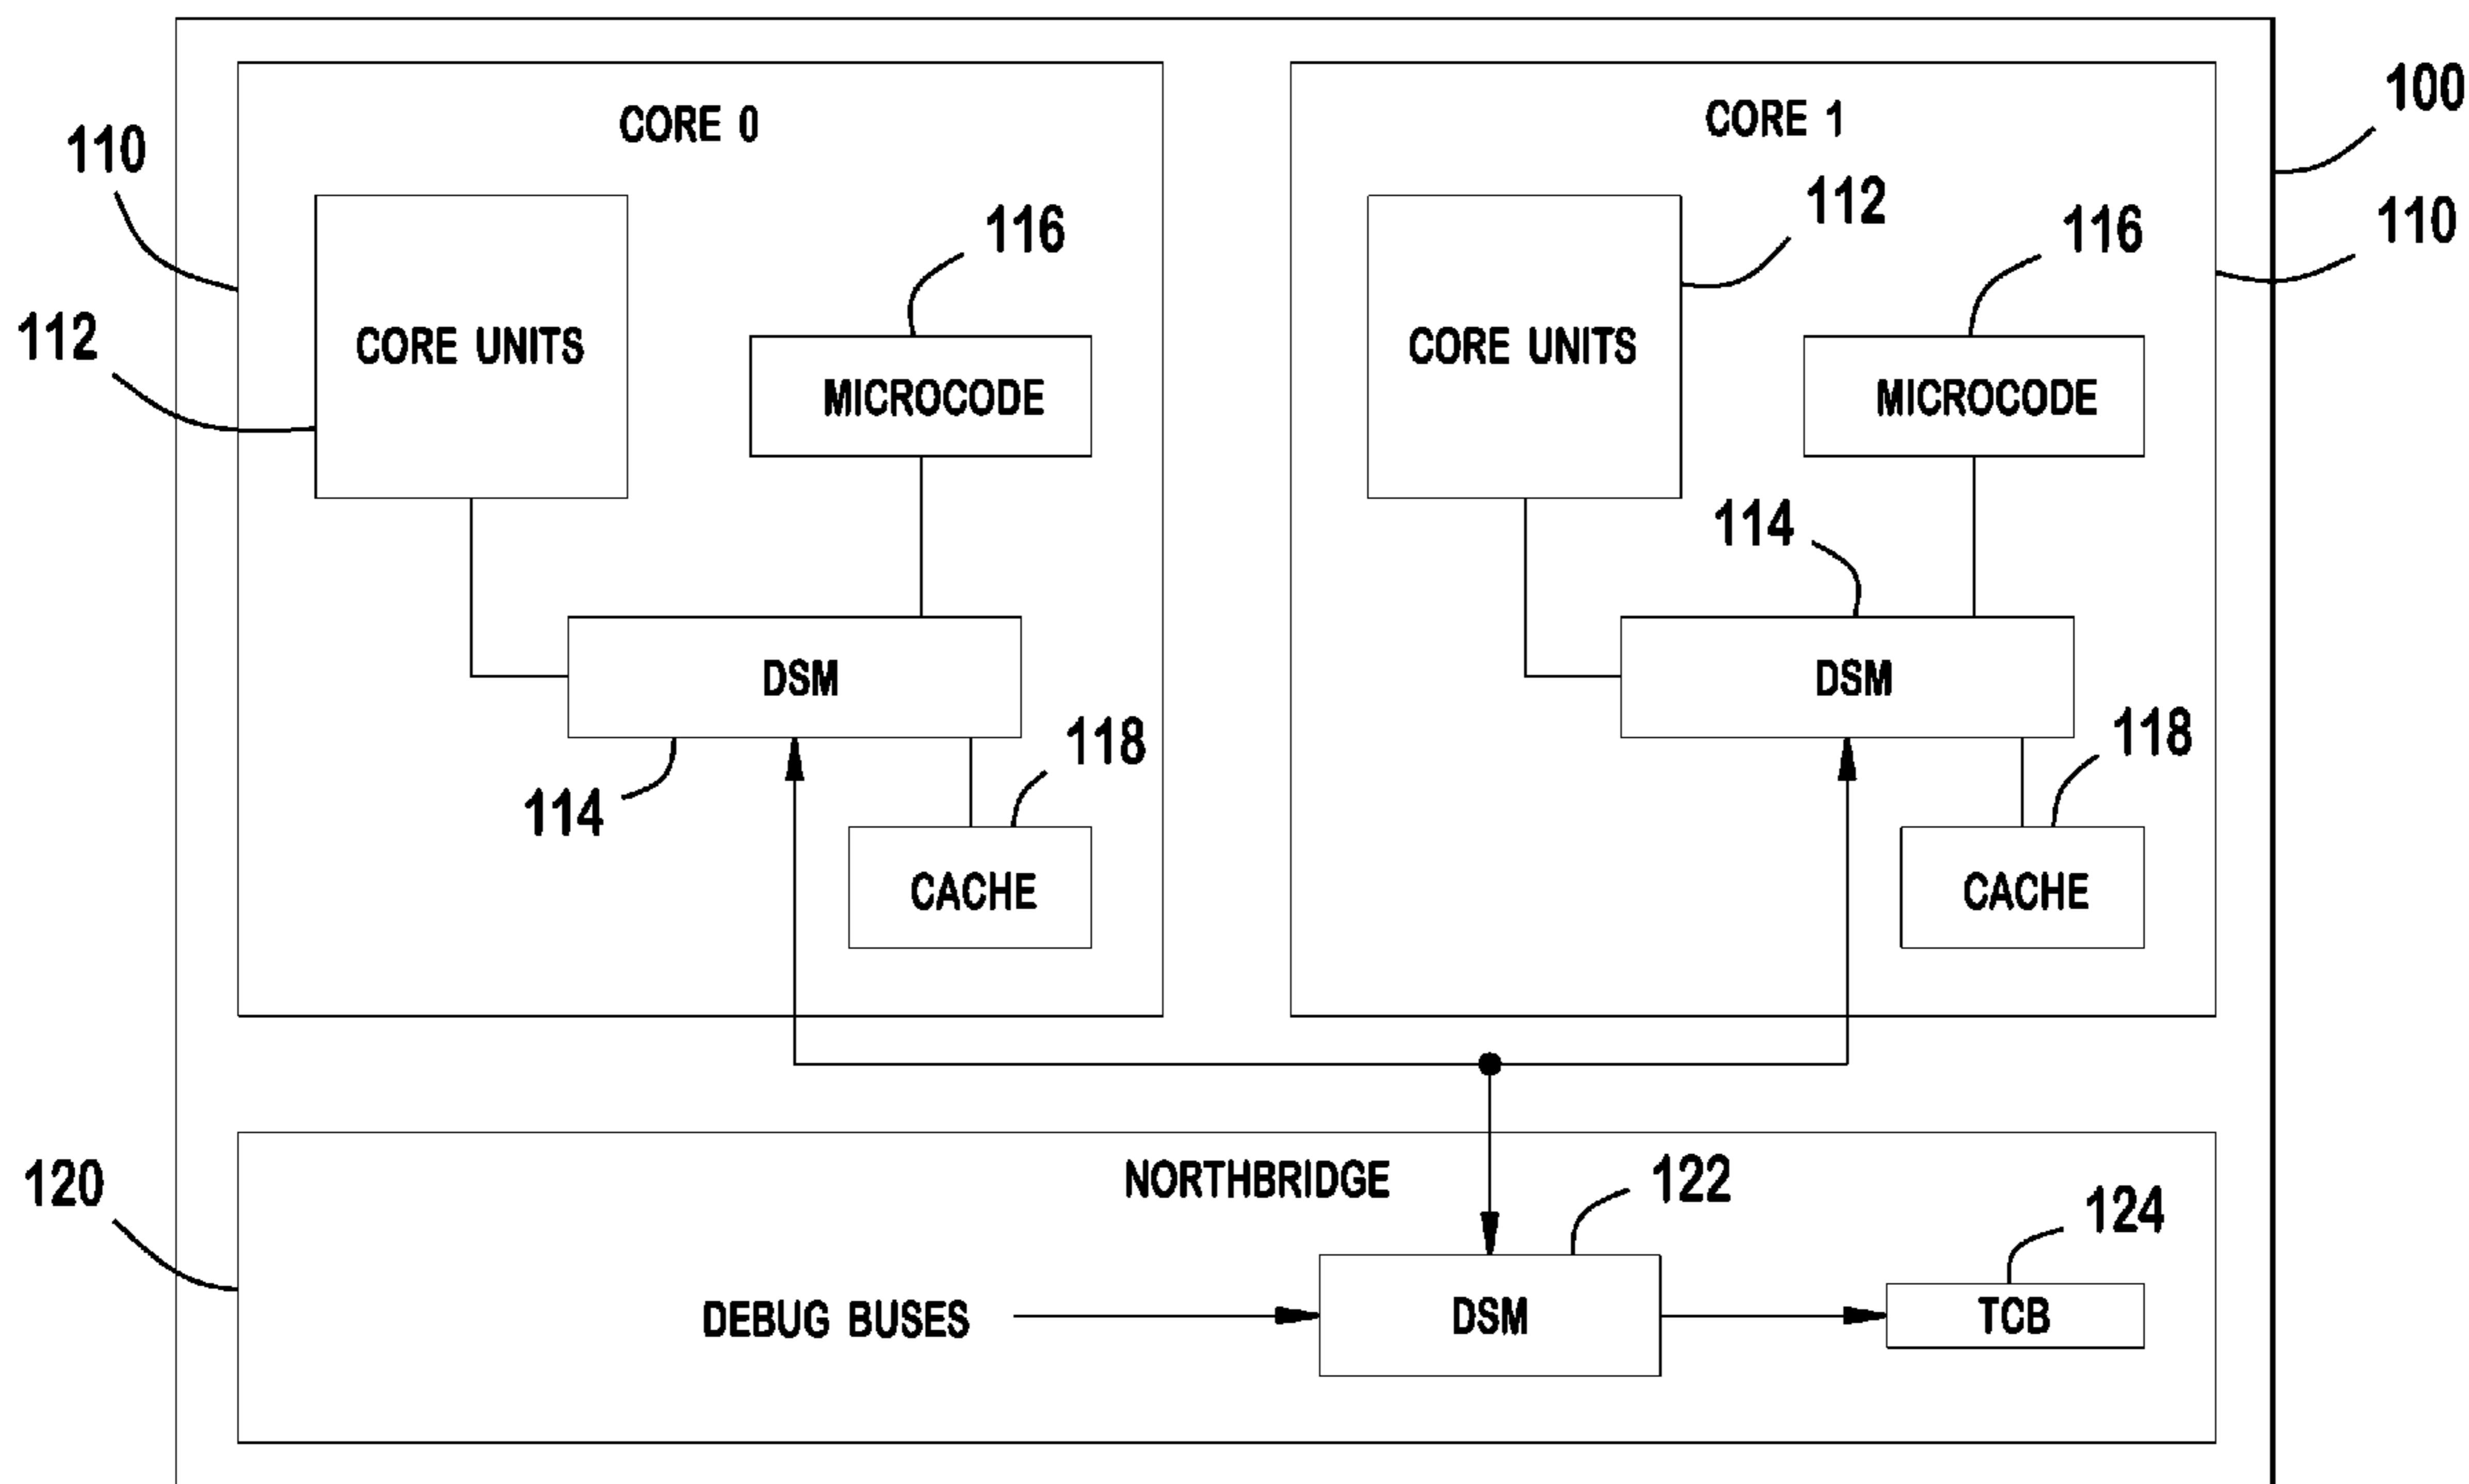 CORE 0
CORE 1
100
110
110
112
116
116
112
CORE UNITS
CORE UNITS
MICROCODE
MICROCODE
114
DSM
DSM
118
118
114
CACHE
CACHE
120
NORTHBRIDGE
122
124
DEBUG BUSES
DSM
TCB